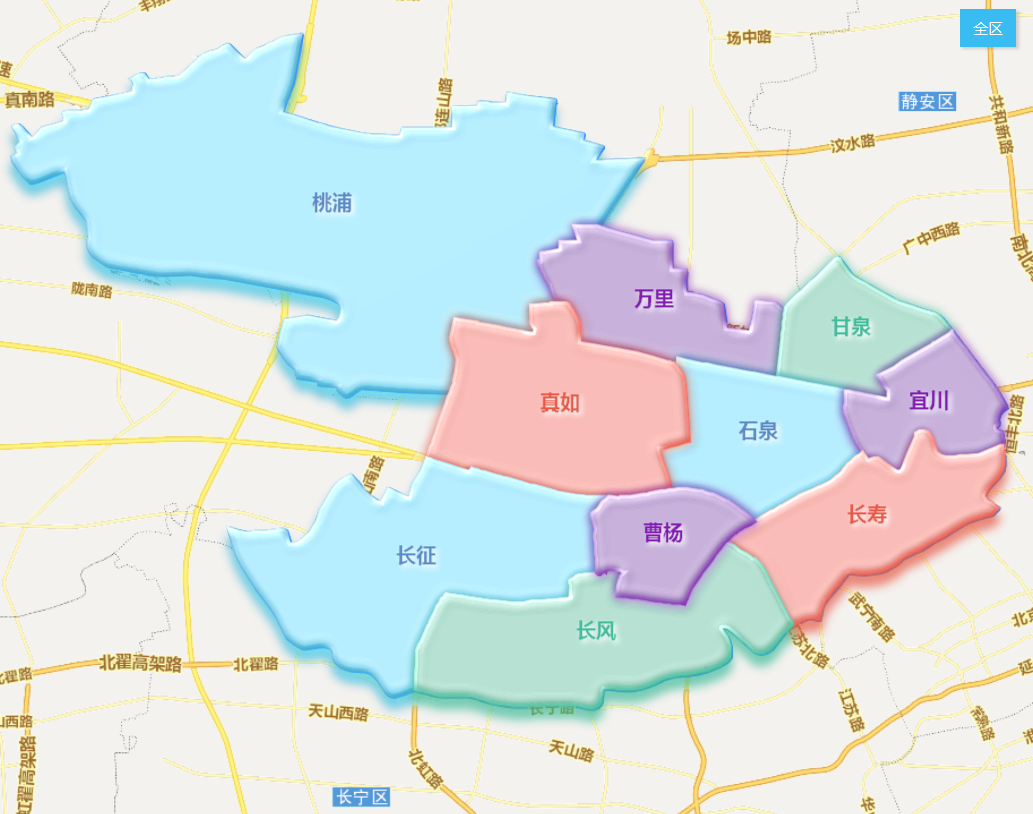 全区
场中路
真南路
静安区
共和新路
汶水路
桃浦
广中西路
陇南路
万里
甘泉
真如
宜川
石泉
恒丰北路
长寿
曹杨
长征
长风
武宁南路
苏北路
北翟高架路
北翟路
天山西路
长宁路
江苏路
天山路
北虹路
长宁区